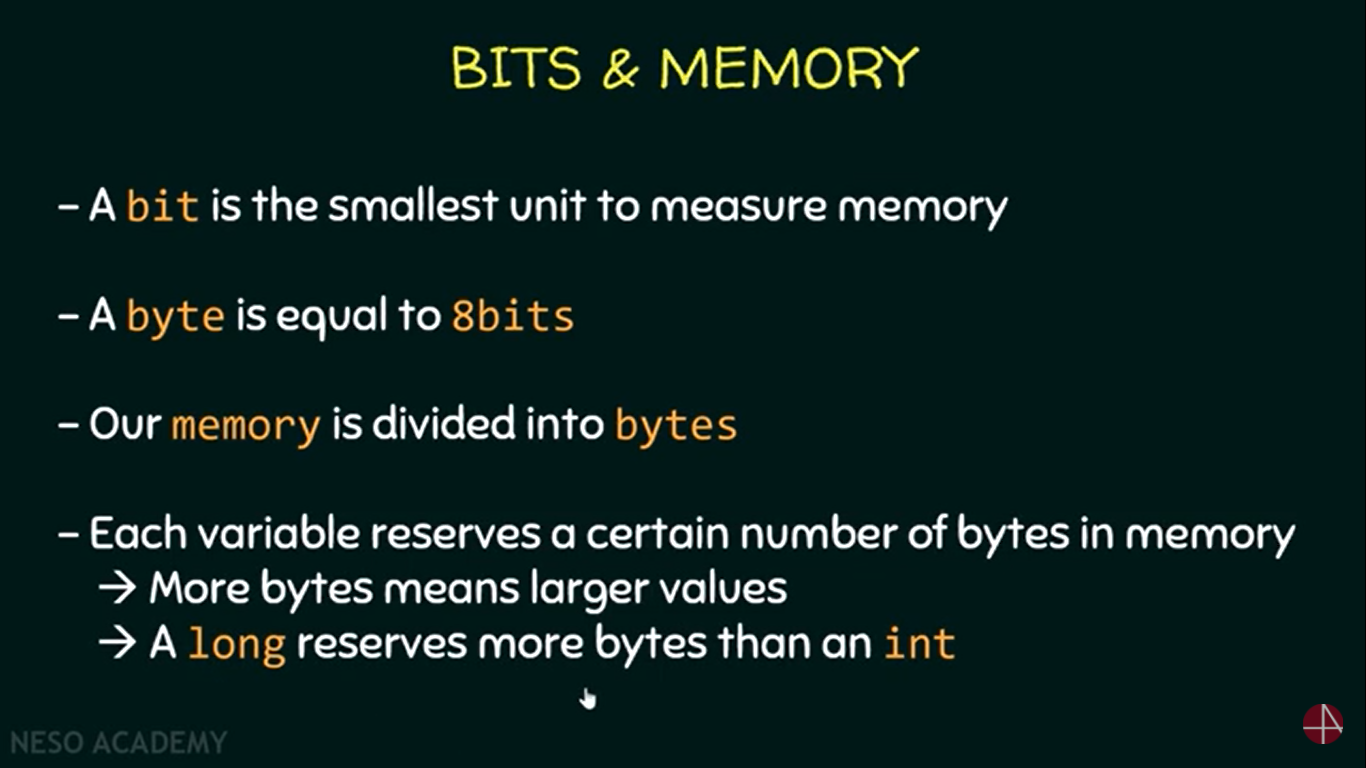 BITS & MEMORY
– A bit is the smallest unit to measure memory
– A byte is equal to 8bits
– Our memory is divided into bytes
– Each variable reserves a certain number of bytes in memory
→ More bytes means larger values
→ A long reserves more bytes than an int
NESO ACADEMY